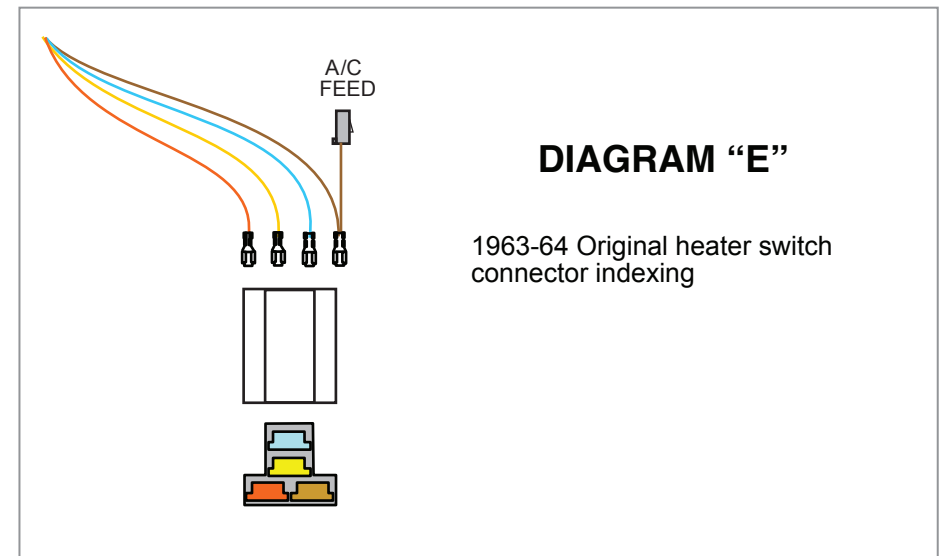 A/C
FEED
DIAGRAM “E”
1963-64 Original heater switch
connector indexing